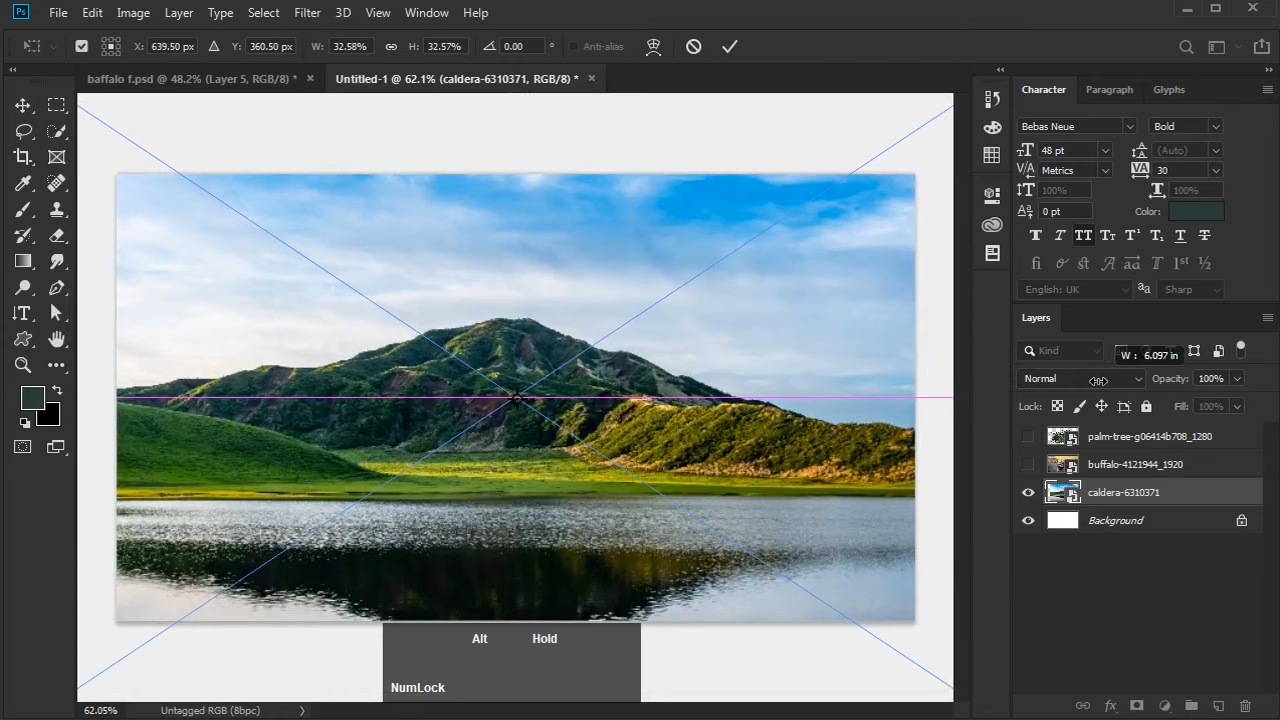 Ps File Edit Image Layer Type Select Filter 3D View Window Help
X: 639.50 px Y: 360.50 px W: 32.58% H: 32.57% 0.00 ° Anti-alias
baffalo f.psd @ 48.2% (Layer 5, RGB/8) * Untitled-1 @ 62.1% (caldera-6310371, RGB/8) *
Character Paragraph Glyphs
Bebas Neue Bold
48 pt (Auto)
Metrics 30
100% 100%
0 pt Color:
English: UK Sharp
Layers
Kind
W : 6.097 in
Normal Opacity: 100%
Lock: Fill: 100%
palm-tree-g06414b708_1280
buffalo-4121944_1920
caldera-6310371
Background
Alt Hold
NumLock
62.05% Untagged RGB (8bpc)